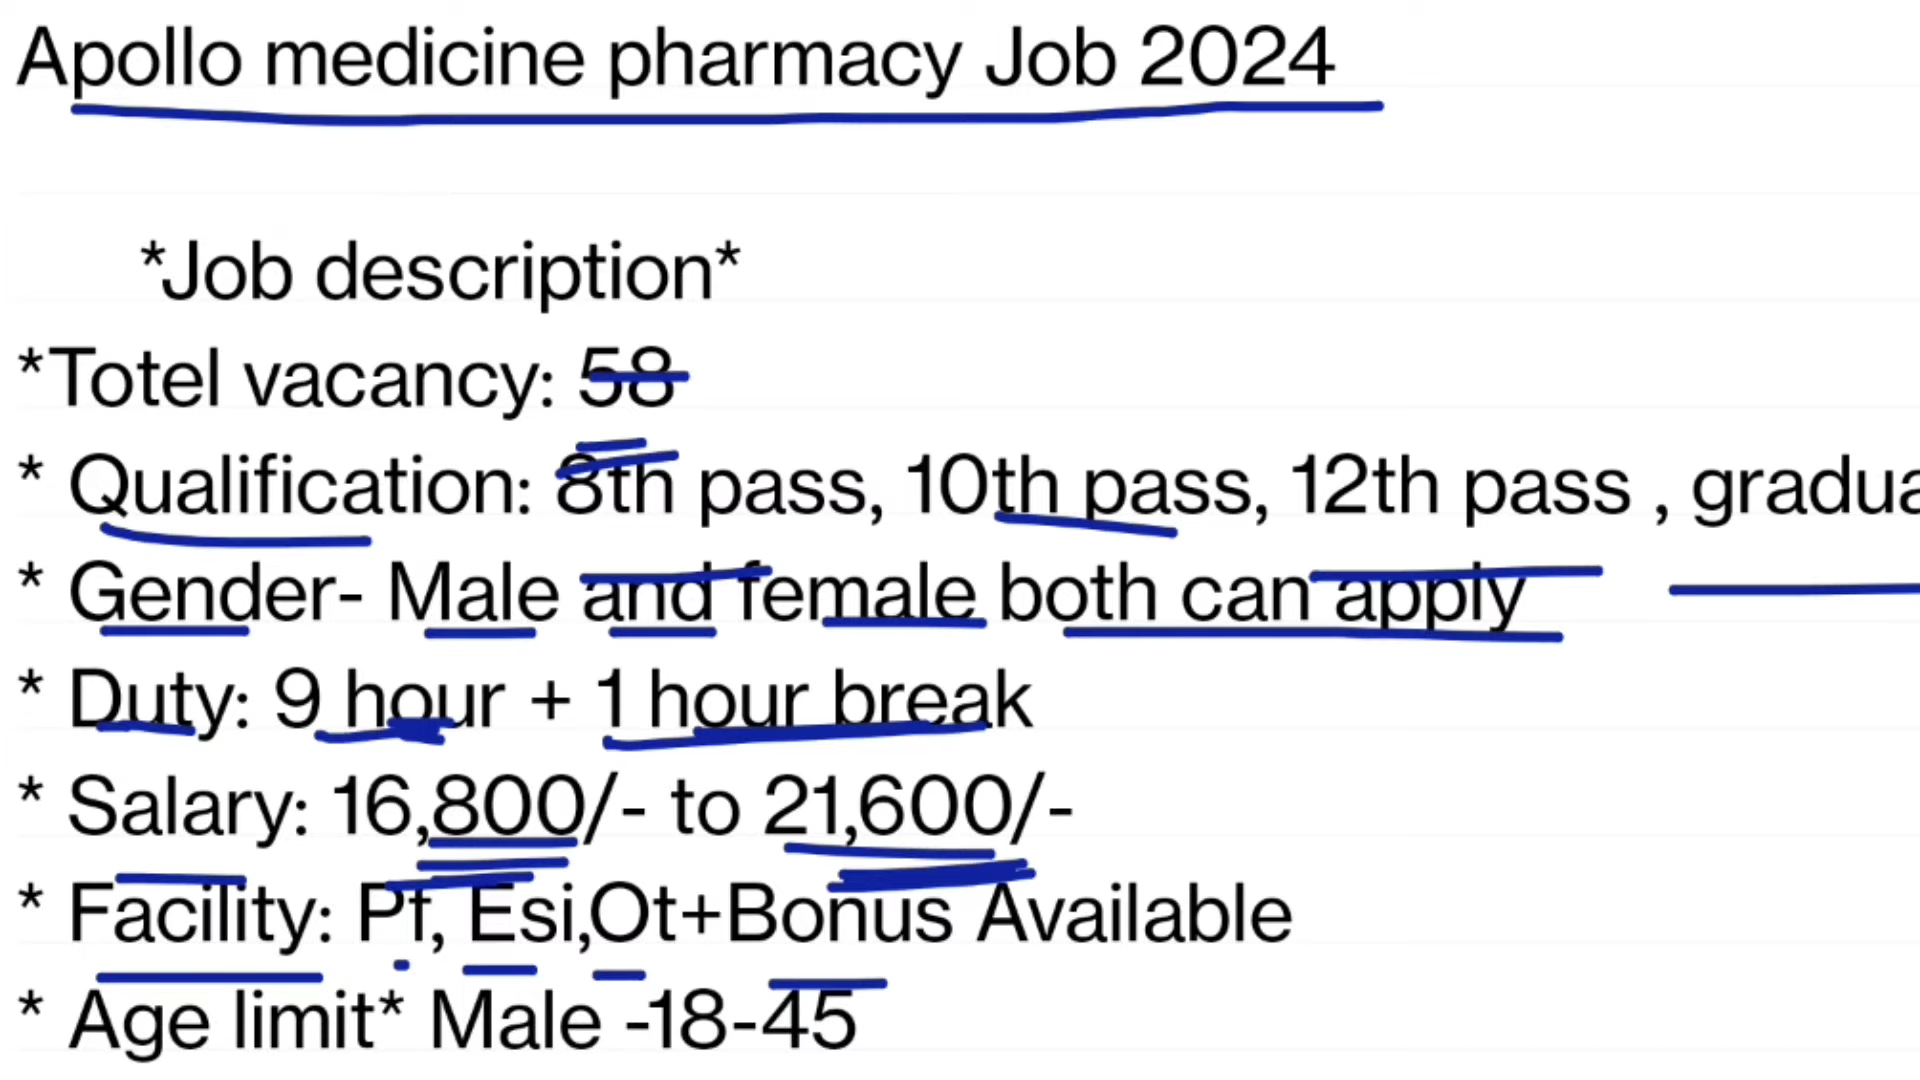 Apollo medicine pharmacy Job 2024
*Job description*
*Totel vacancy: 58
* Qualification: 8th pass, 10th pass, 12th pass , gradua
* Gender- Male and female both can apply
* Duty: 9 hour + 1 hour break
* Salary: 16,800/- to 21,600/-
* Facility: Pf, Esi,Ot+Bonus Available
* Age limit* Male -18-45